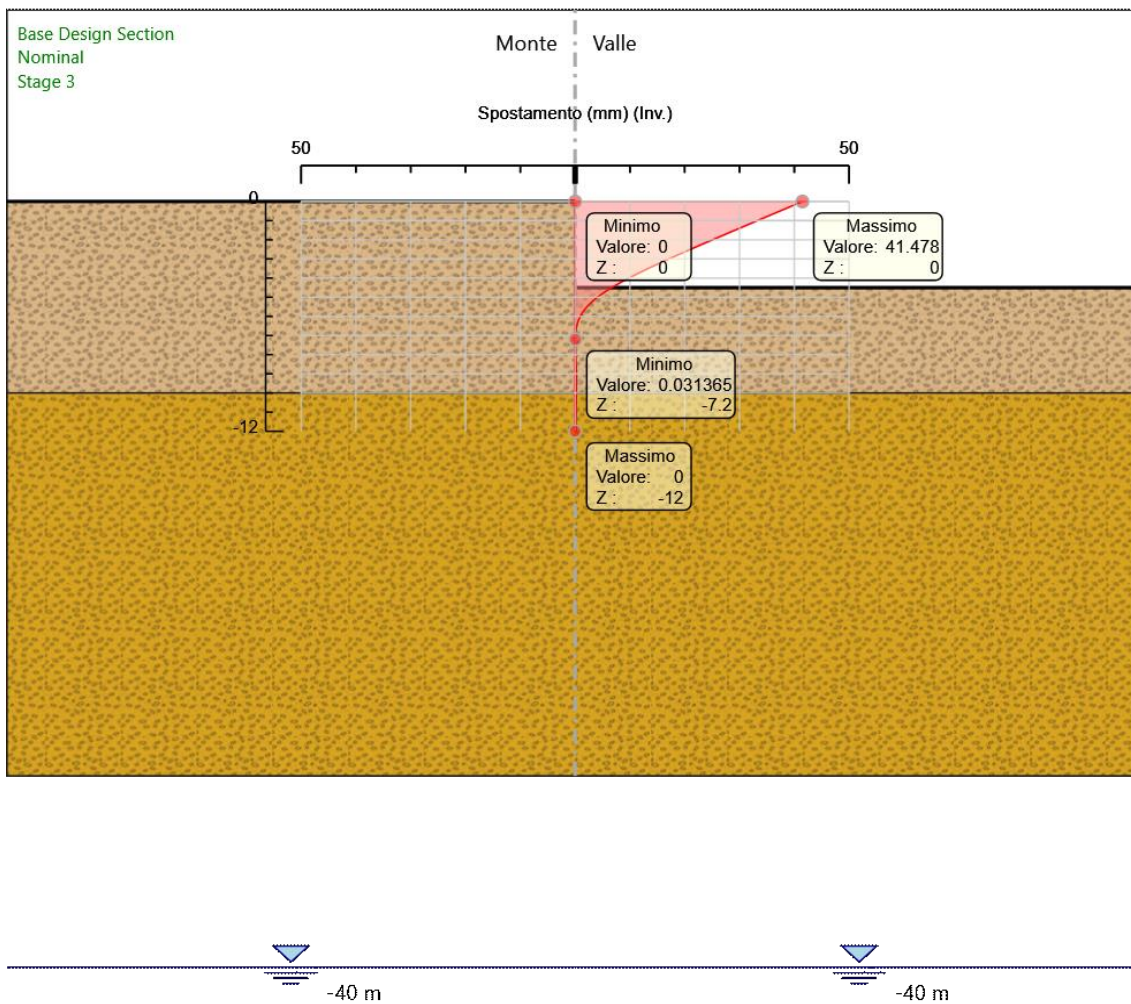 Base Design Section
Nominal
Stage 3
Monte
Valle
Spostamento (mm) (Inv.)
50
50
0
Minimo
Valore: 0
Z : 0
Massimo
Valore: 41.478
Z : 0
Minimo
Valore: 0.031365
Z : -7.2
-12
Massimo
Valore: 0
Z : -12
-40 m
-40 m